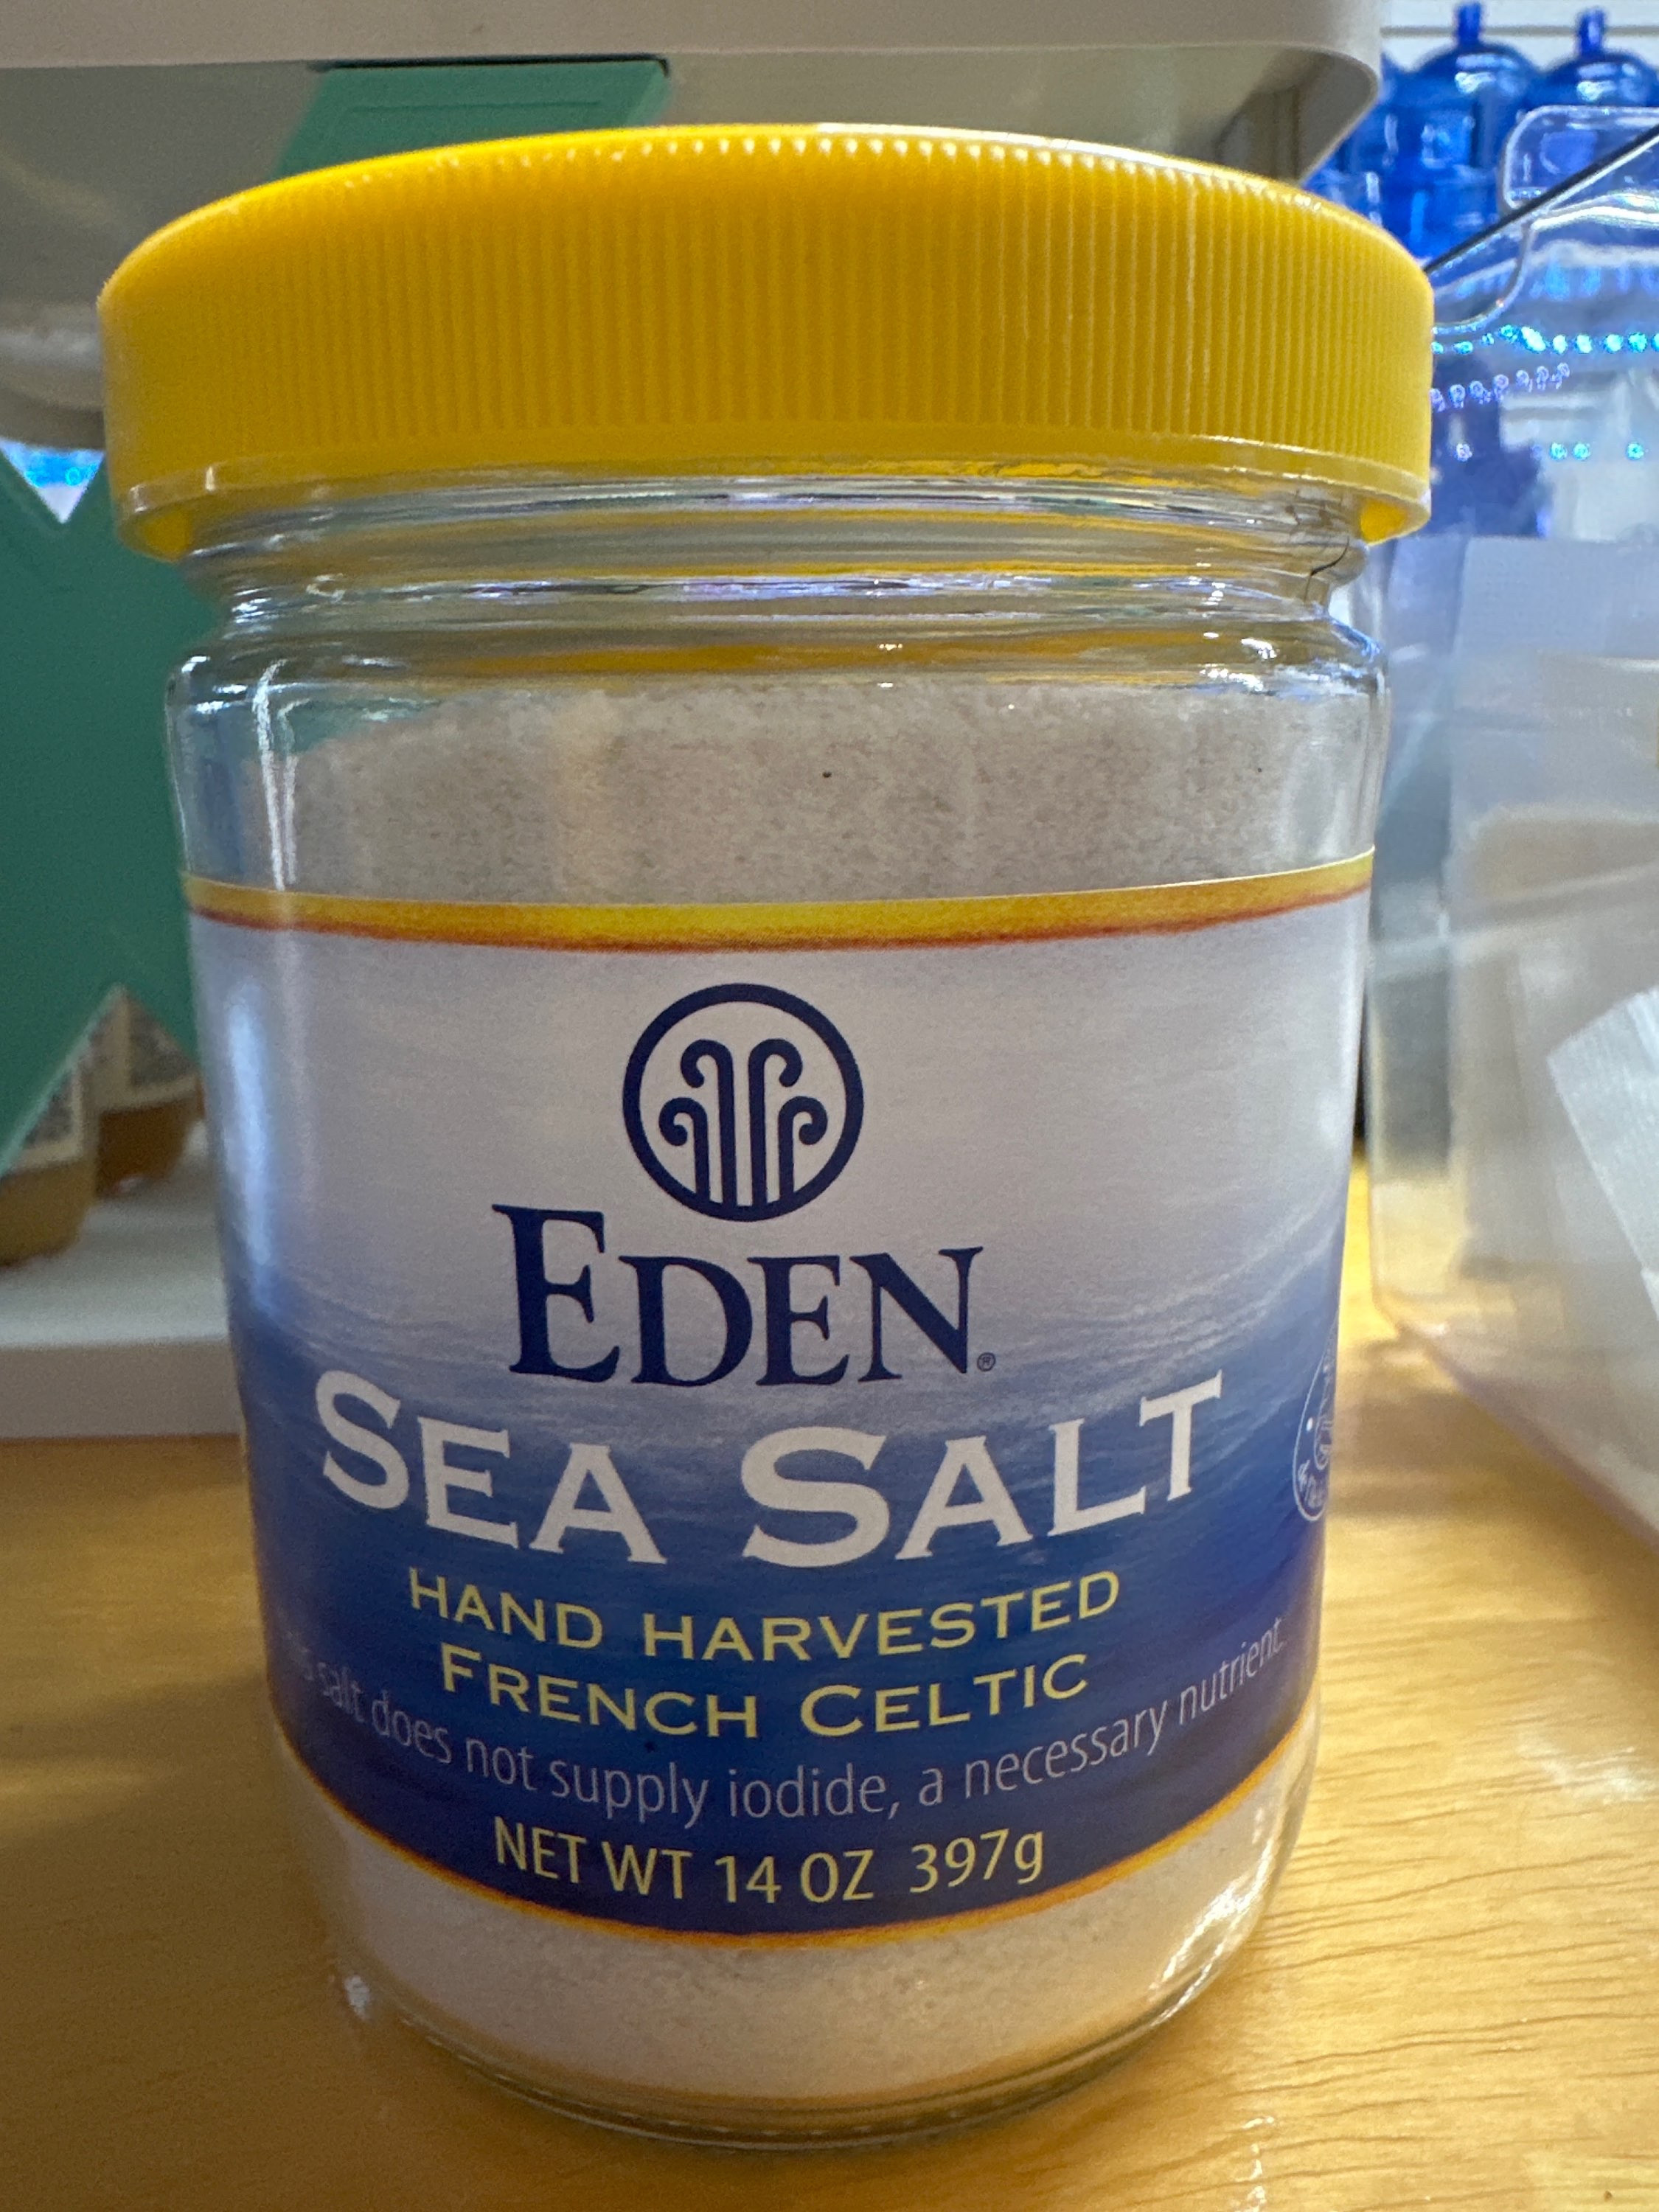 EDEN®
SEA SALT
HAND HARVESTED
FRENCH CELTIC
salt does not supply iodide, a necessary nutrient.
NET WT 14 OZ 397g